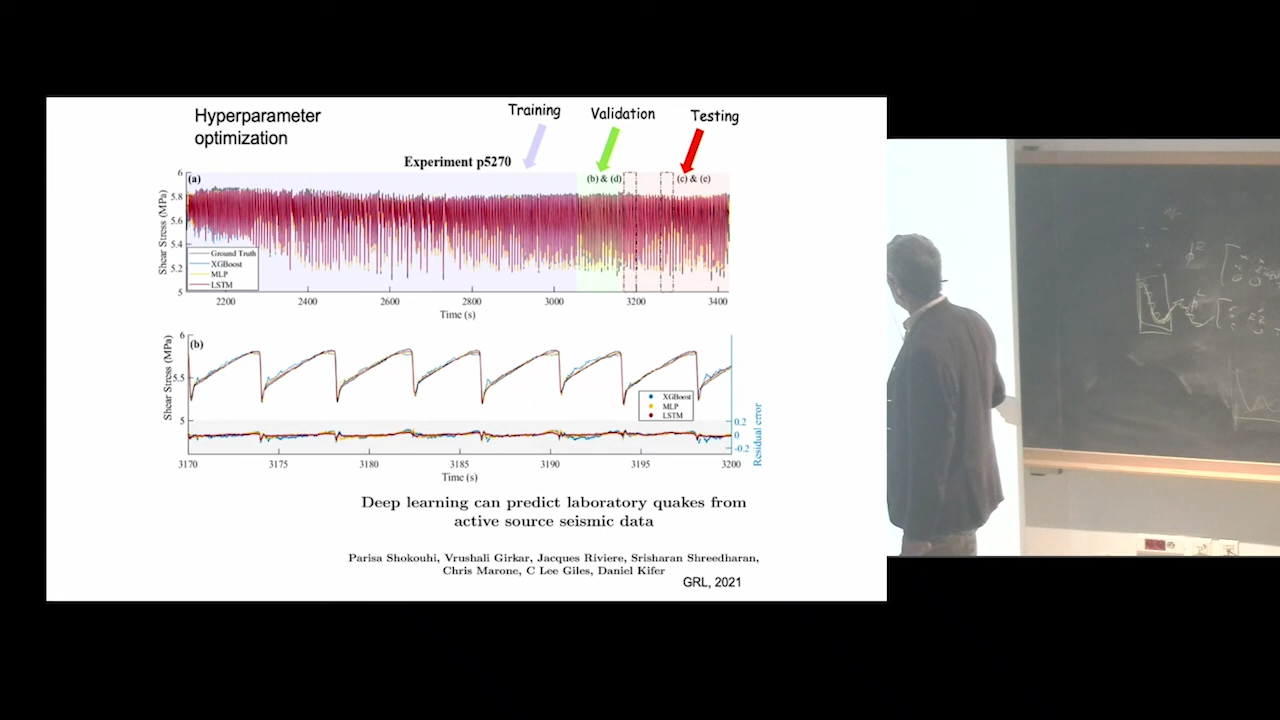 Hyperparameter
optimization
Training
Validation
Testing
Experiment p5270
(a)
(b) & (d)
(c) & (e)
6
5.8
5.6
5.4
5.2
5
Shear Stress (MPa)
Ground Truth
XGBoost
MLP
LSTM
2200 2400 2600 2800 3000 3200 3400
Time (s)
(b)
6
5.5
5
Shear Stress (MPa)
XGBoost
MLP
LSTM
0.2
0
-0.2
Residual error
3170 3175 3180 3185 3190 3195 3200
Time (s)
Deep learning can predict laboratory quakes from
active source seismic data
Parisa Shokouhi, Vrushali Girkar, Jacques Riviere, Srisharan Shreedharan,
Chris Marone, C Lee Giles, Daniel Kifer
GRL, 2021